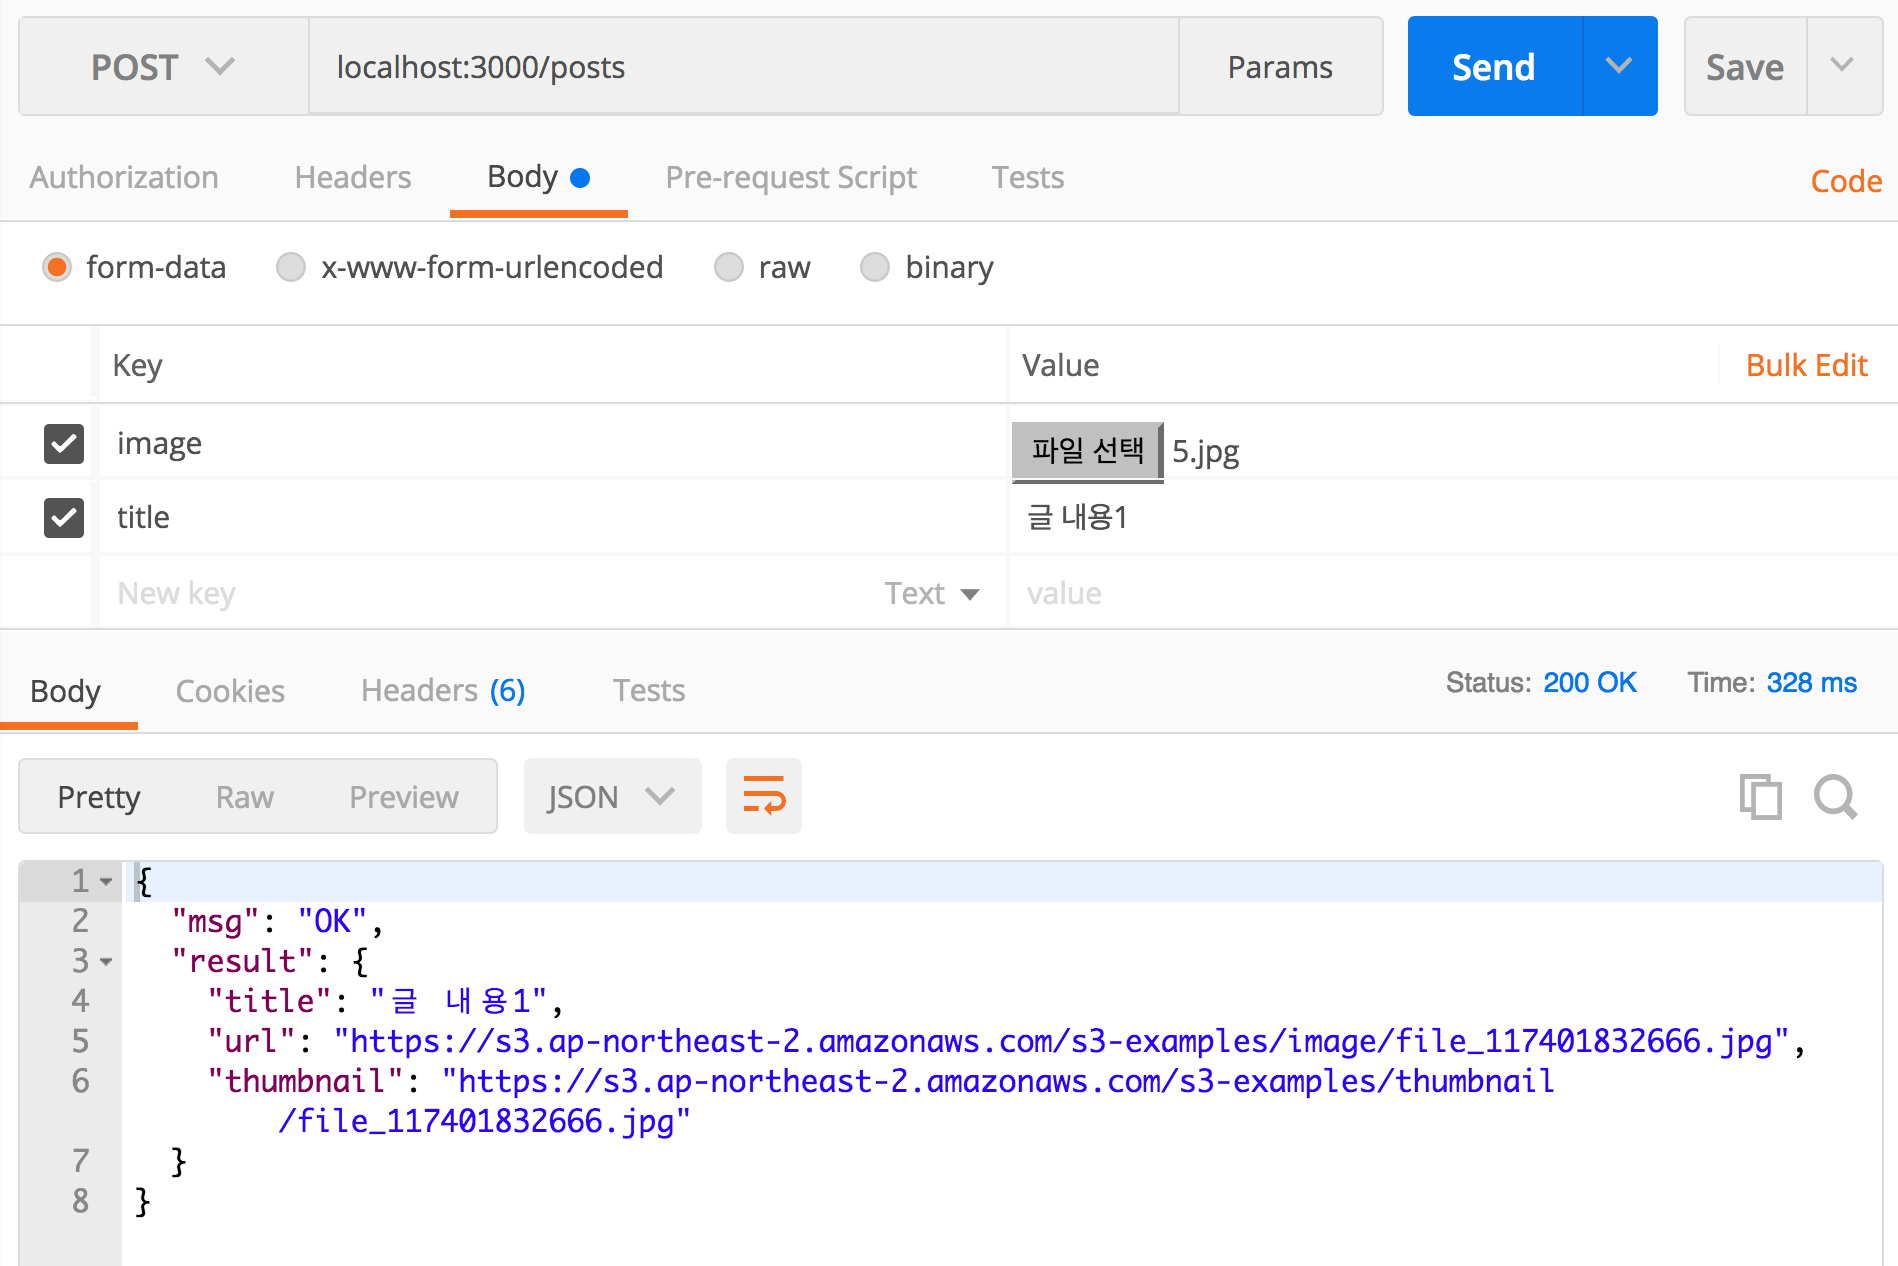 POST localhost:3000/posts Params Send Save
Authorization Headers Body Pre-request Script Tests Code
form-data x-www-form-urlencoded raw binary
Key Value Bulk Edit
image 파일 선택 5.jpg
title 글 내용1
New key Text value
Body Cookies Headers (6) Tests Status: 200 OK Time: 328 ms
Pretty Raw Preview JSON
1 {
2 "msg": "OK",
3 "result": {
4 "title": "글 내용1",
5 "url": "https://s3.ap-northeast-2.amazonaws.com/s3-examples/image/file_117401832666.jpg",
6 "thumbnail": "https://s3.ap-northeast-2.amazonaws.com/s3-examples/thumbnail
/file_117401832666.jpg"
7 }
8 }